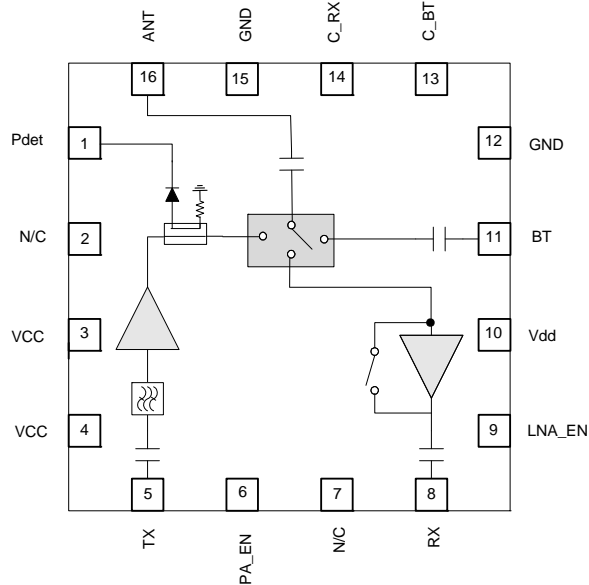 ANT
GND
C_RX
C_BT
16
15
14
13
Pdet
1
12
GND
N/C
2
11
BT
VCC
3
10
Vdd
VCC
4
9
LNA_EN
5
6
7
8
TX
PA_EN
N/C
RX